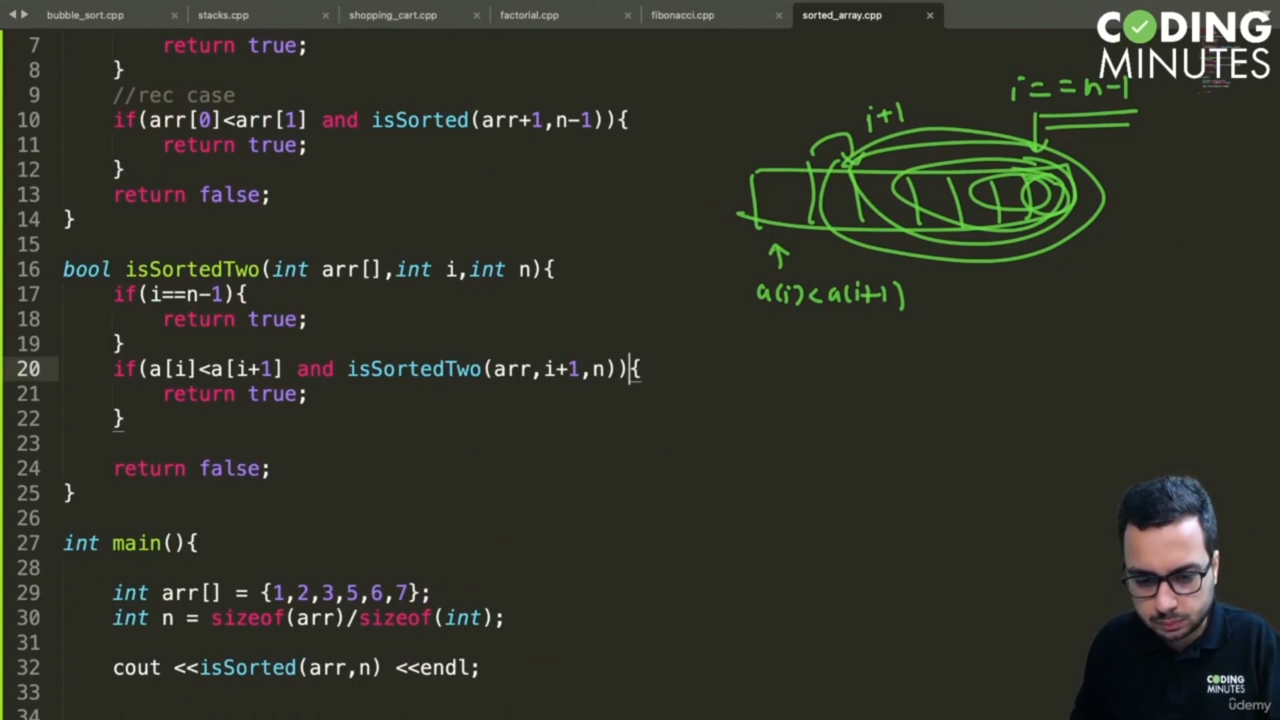 bubble_sort.cpp × stacks.cpp × shopping_cart.cpp × factorial.cpp × fibonacci.cpp × sorted_array.cpp ×
CODING
MINUTES
7 return true;
8 }
9 //rec case
10 if(arr[0]<arr[1] and isSorted(arr+1,n-1)){
11 return true;
12 }
13 return false;
14 }
15
16 bool isSortedTwo(int arr[],int i,int n){
17 if(i==n-1){
18 return true;
19 }
20 if(a[i]<a[i+1] and isSortedTwo(arr,i+1,n)){
21 return true;
22 }
23
24 return false;
25 }
26
27 int main(){
28
29 int arr[] = {1,2,3,5,6,7};
30 int n = sizeof(arr)/sizeof(int);
31
32 cout <<isSorted(arr,n) <<endl;
33
34
i==n-1
i+1
a(i)<a(i+1)
CODING
MINUTES
ûdemy